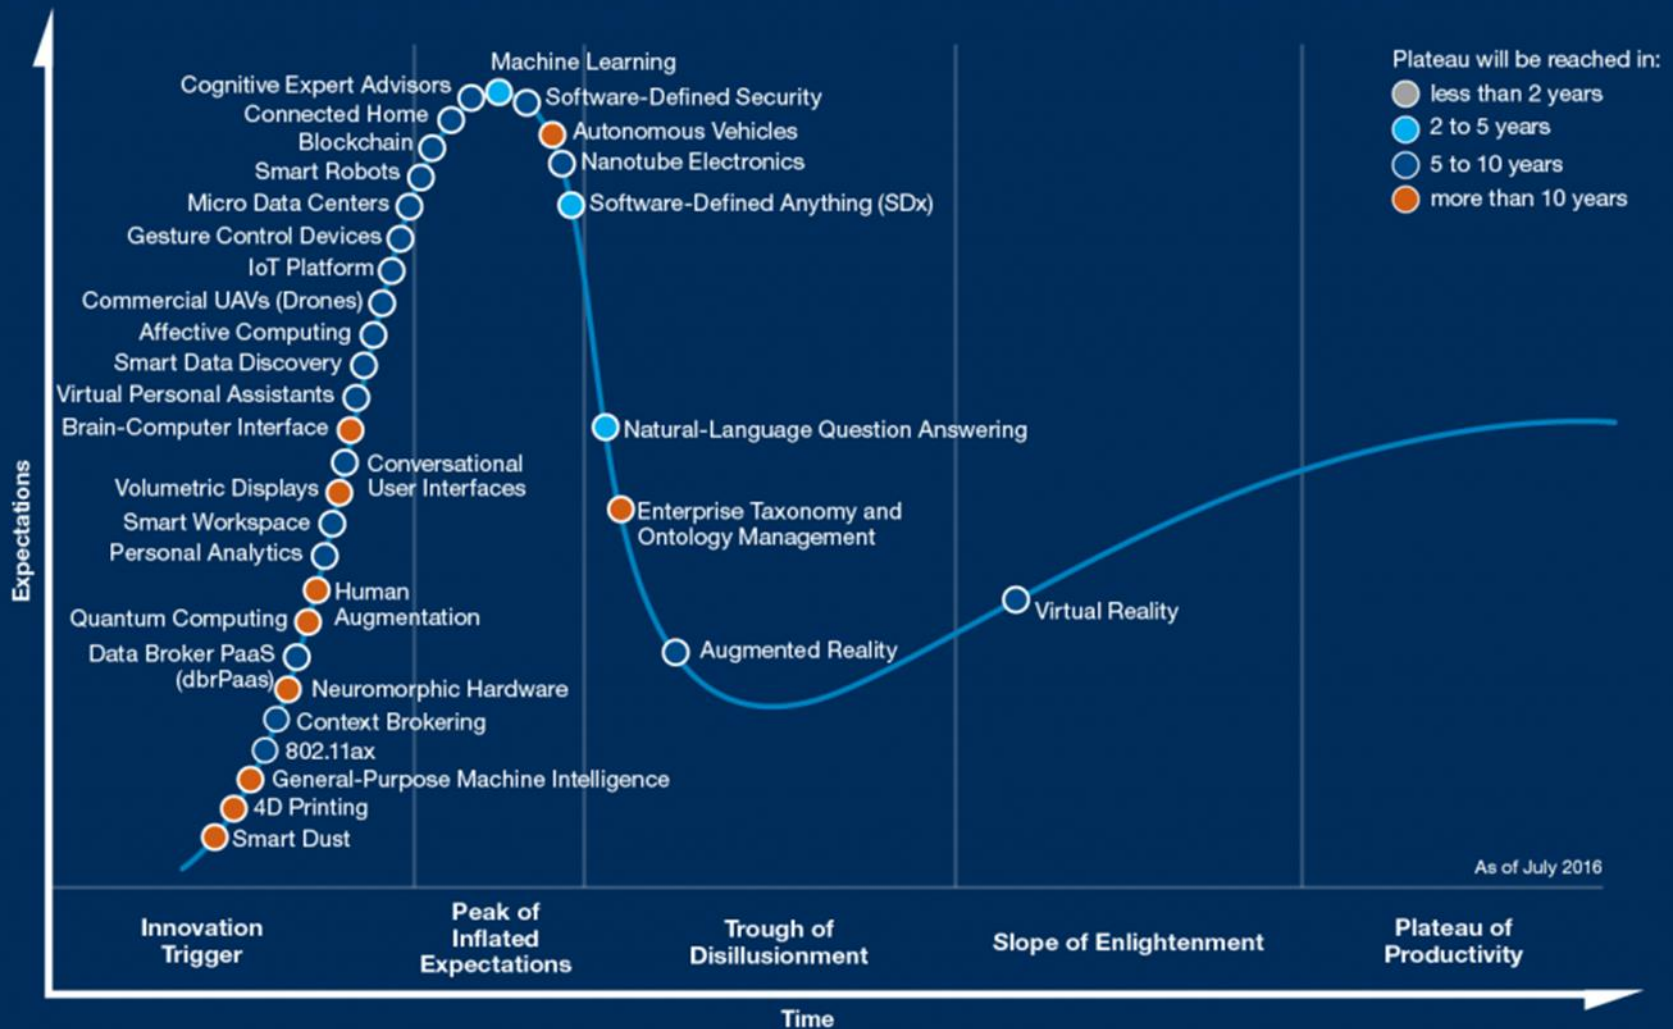 Machine Learning
Cognitive Expert Advisors
Software-Defined Security
Connected Home
Autonomous Vehicles
Blockchain
Nanotube Electronics
Smart Robots
Micro Data Centers
Software-Defined Anything (SDx)
Gesture Control Devices
IoT Platform
Commercial UAVs (Drones)
Affective Computing
Smart Data Discovery
Virtual Personal Assistants
Brain-Computer Interface
Natural-Language Question Answering
Conversational
User Interfaces
Volumetric Displays
Enterprise Taxonomy and
Ontology Management
Smart Workspace
Personal Analytics
Human
Augmentation
Quantum Computing
Virtual Reality
Data Broker PaaS
(dbrPaas)
Augmented Reality
Neuromorphic Hardware
Context Brokering
802.11ax
General-Purpose Machine Intelligence
4D Printing
Smart Dust
Plateau will be reached in:
less than 2 years
2 to 5 years
5 to 10 years
more than 10 years
As of July 2016
Expectations
Innovation
Trigger
Peak of
Inflated
Expectations
Trough of
Disillusionment
Slope of Enlightenment
Plateau of
Productivity
Time